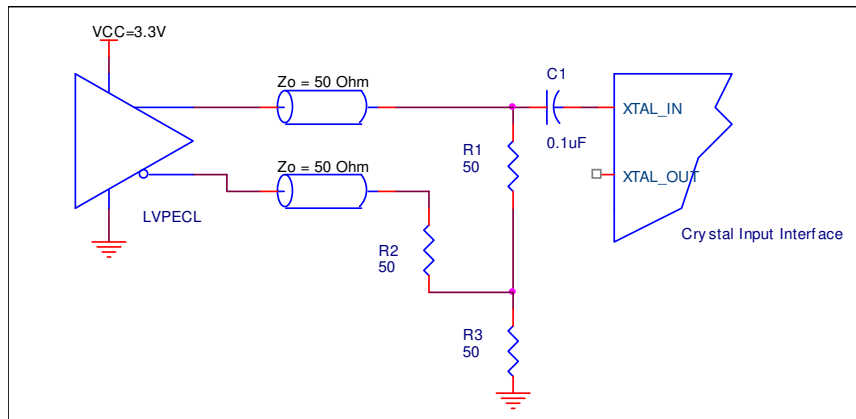 VCC=3.3V
Zo = 50 Ohm
C1
0.1uF
XTAL_IN
R1
50
Zo = 50 Ohm
XTAL_OUT
LVPECL
R2
50
Crystal Input Interface
R3
50